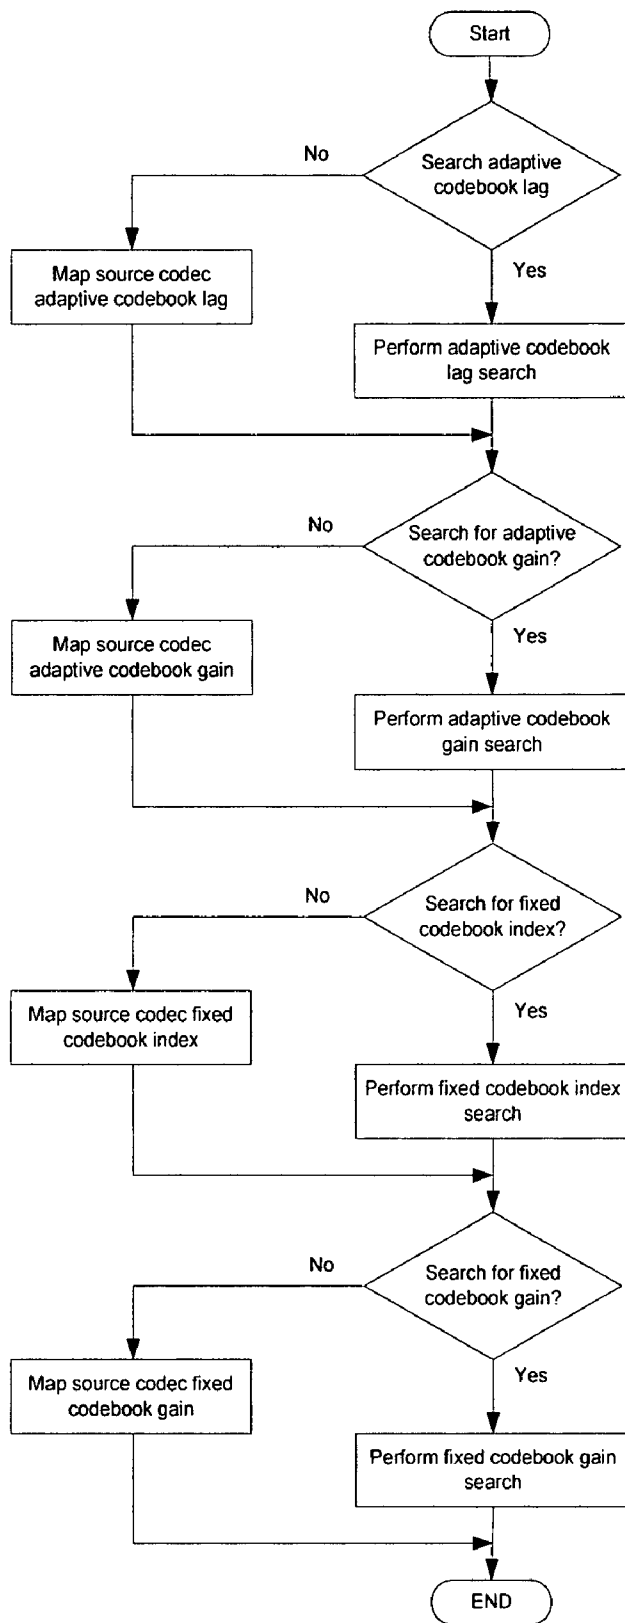 Start
Search adaptive
codebook lag
No
Yes
Map source codec
adaptive codebook lag
Perform adaptive codebook
lag search
Search for adaptive
codebook gain?
No
Yes
Map source codec
adaptive codebook gain
Perform adaptive codebook
gain search
Search for fixed
codebook index?
No
Yes
Map source codec fixed
codebook index
Perform fixed codebook index
search
Search for fixed
codebook gain?
No
Yes
Map source codec fixed
codebook gain
Perform fixed codebook gain
search
END